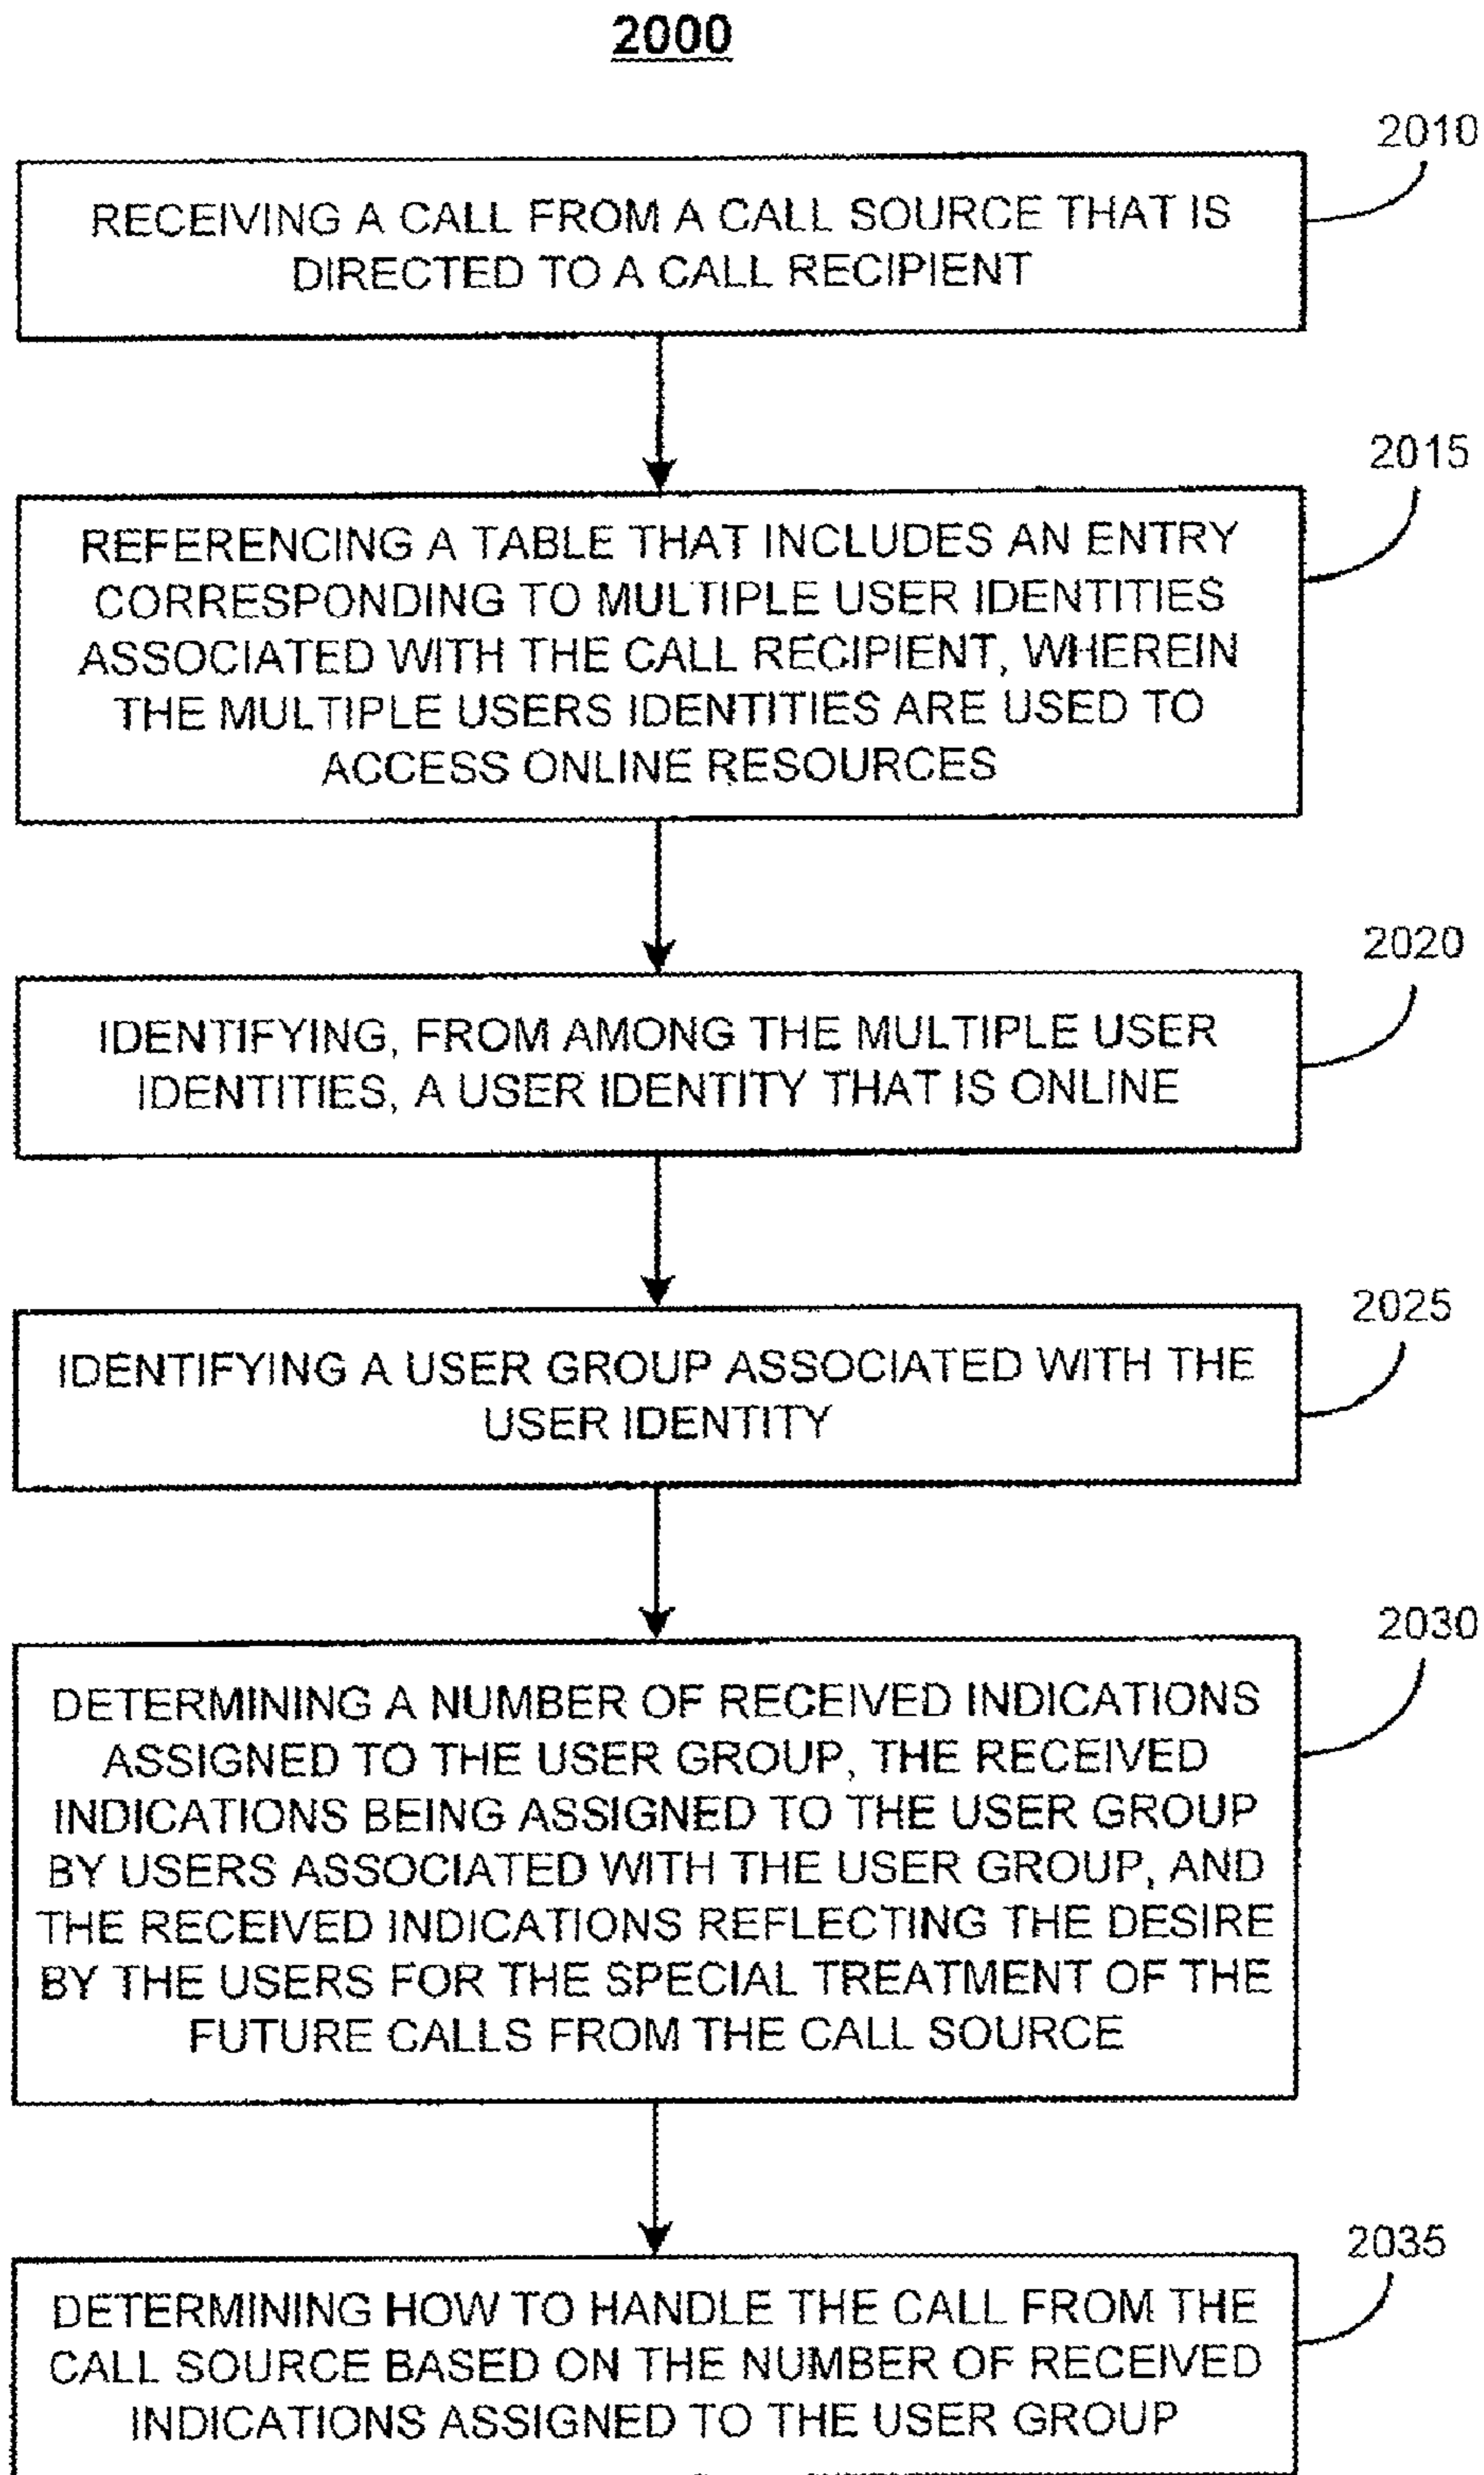 2000
2010
RECEIVING A CALL FROM A CALL SOURCE THAT IS
DIRECTED TO A CALL RECIPIENT
2015
REFERENCING A TABLE THAT INCLUDES AN ENTRY
CORRESPONDING TO MULTIPLE USER IDENTITIES
ASSOCIATED WITH THE CALL RECIPIENT, WHEREIN
THE MULTIPLE USERS IDENTITIES ARE USED TO
ACCESS ONLINE RESOURCES
2020
IDENTIFYING, FROM AMONG THE MULTIPLE USER
IDENTITIES, A USER IDENTITY THAT IS ONLINE
2025
IDENTIFYING A USER GROUP ASSOCIATED WITH THE
USER IDENTITY
2030
DETERMINING A NUMBER OF RECEIVED INDICATIONS
ASSIGNED TO THE USER GROUP, THE RECEIVED
INDICATIONS BEING ASSIGNED TO THE USER GROUP
BY USERS ASSOCIATED WITH THE USER GROUP, AND
THE RECEIVED INDICATIONS REFLECTING THE DESIRE
BY THE USERS FOR THE SPECIAL TREATMENT OF THE
FUTURE CALLS FROM THE CALL SOURCE
2035
DETERMINING HOW TO HANDLE THE CALL FROM THE
CALL SOURCE BASED ON THE NUMBER OF RECEIVED
INDICATIONS ASSIGNED TO THE USER GROUP